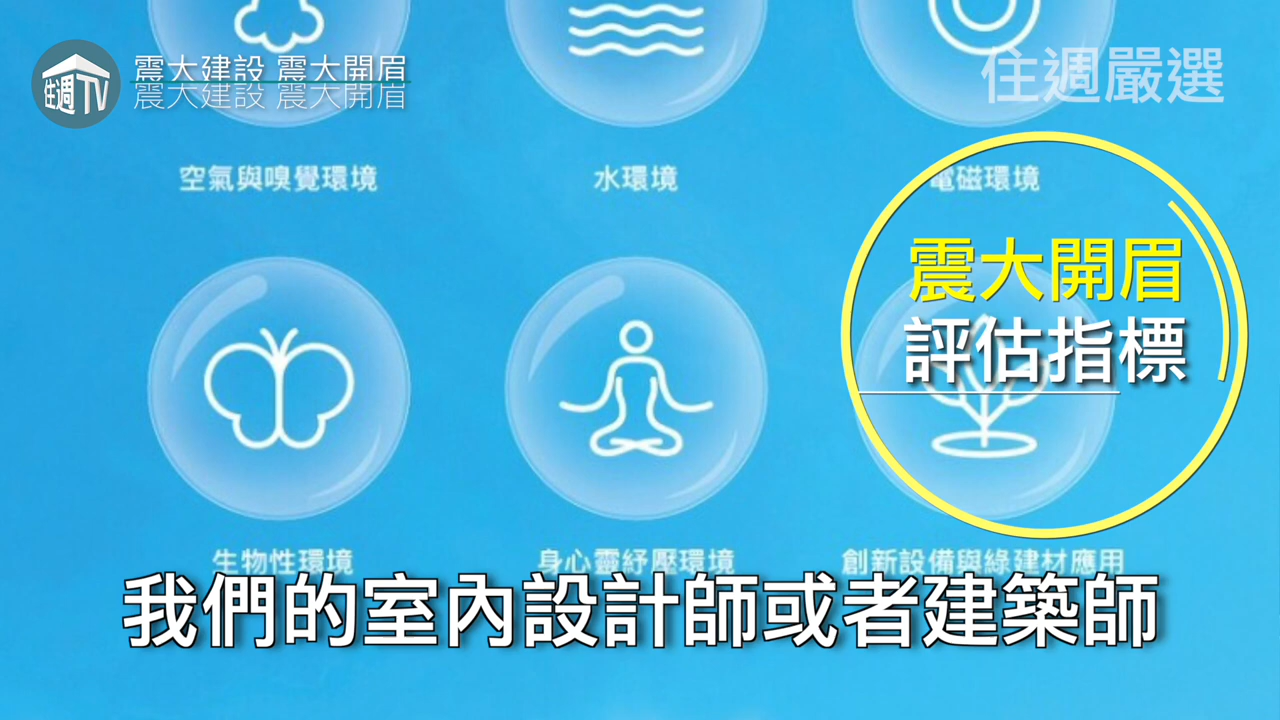 住週TV
震大建設 震大開眉
震大建設 震大開眉
住週嚴選
空氣與嗅覺環境
水環境
電磁環境
震大開眉
評估指標
生物性環境
身心靈紓壓環境
創新設備與綠建材應用
我們的室內設計師或者建築師